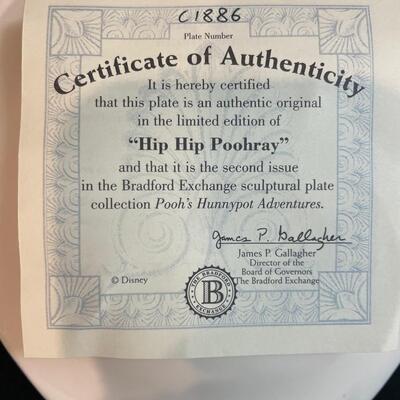 C1886
Plate Number
Certificate of Authenticity
It is hereby certified
that this plate is an authentic original
in the limited edition of
“Hip Hip Poohray”
and that it is the second issue
in the Bradford Exchange sculptural plate
collection Pooh's Hunnypot Adventures.
James P. Gallagher
James P. Gallagher
Director of the
Board of Governors
The Bradford Exchange
© Disney
THE BRADFORD
B
EXCHANGE